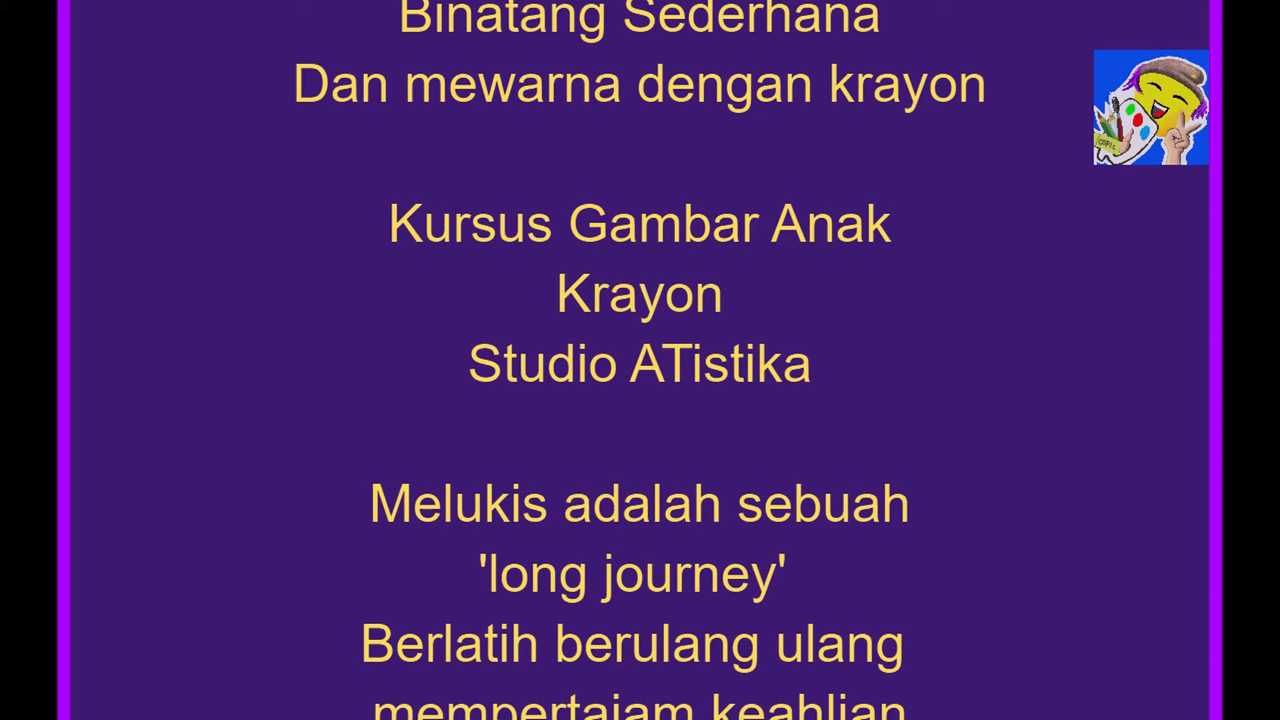 Binatang Sederhana
Dan mewarna dengan krayon
Kursus Gambar Anak
Krayon
Studio ATistika
Melukis adalah sebuah
'long journey'
Berlatih berulang ulang
mempertajam keahlian